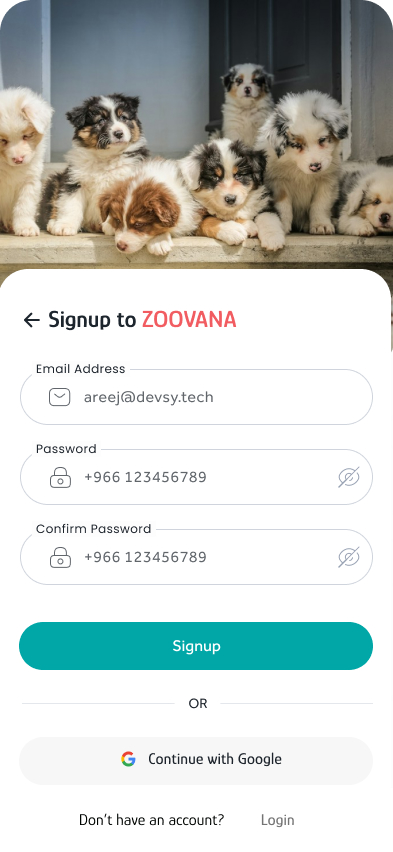 Signup to ZOOVANA
Email Address
areej@devsy.tech
Password
+966 123456789
Confirm Password
+966 123456789
Signup
OR
Continue with Google
Don't have an account? Login